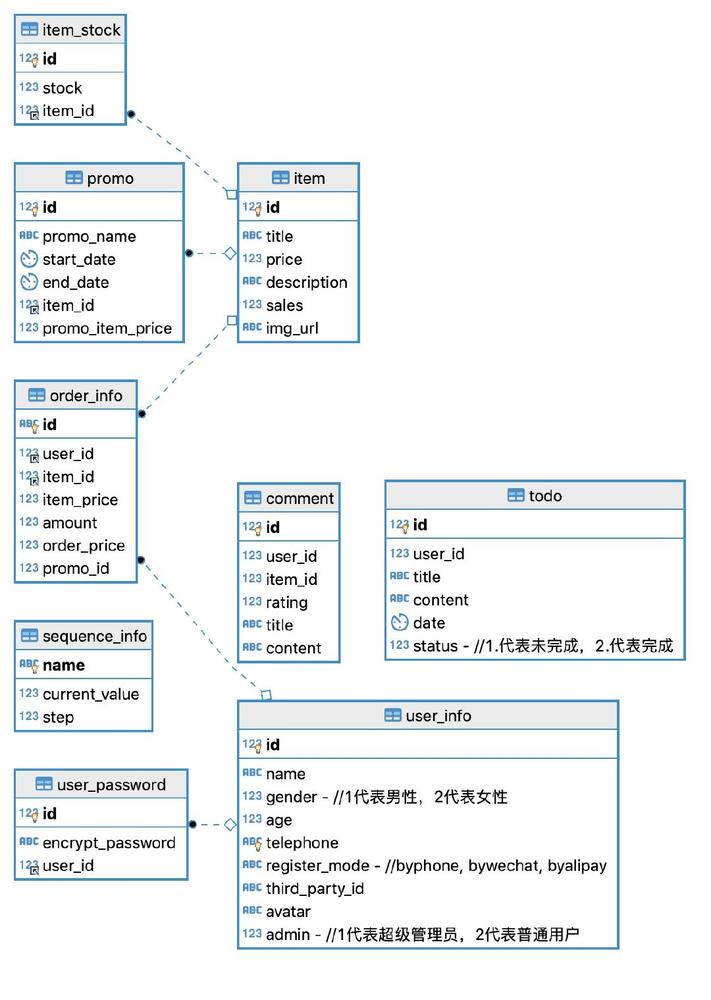 item_stock
123 id
123 stock
123 item_id
promo
123 id
ABC promo_name
start_date
end_date
123 item_id
123 promo_item_price
item
123 id
ABC title
123 price
ABC description
123 sales
ABC img_url
order_info
ABC id
123 user_id
123 item_id
123 item_price
123 amount
123 order_price
123 promo_id
comment
123 id
123 user_id
123 item_id
123 rating
ABC title
ABC content
todo
123 id
123 user_id
ABC title
ABC content
date
123 status - //1.代表未完成，2.代表完成
sequence_info
ABC name
123 current_value
123 step
user_info
123 id
ABC name
123 gender - //1代表男性，2代表女性
123 age
ABC telephone
ABC register_mode - //byphone, bywechat, byalipay
ABC third_party_id
ABC avatar
123 admin - //1代表超级管理员，2代表普通用户
user_password
123 id
ABC encrypt_password
123 user_id